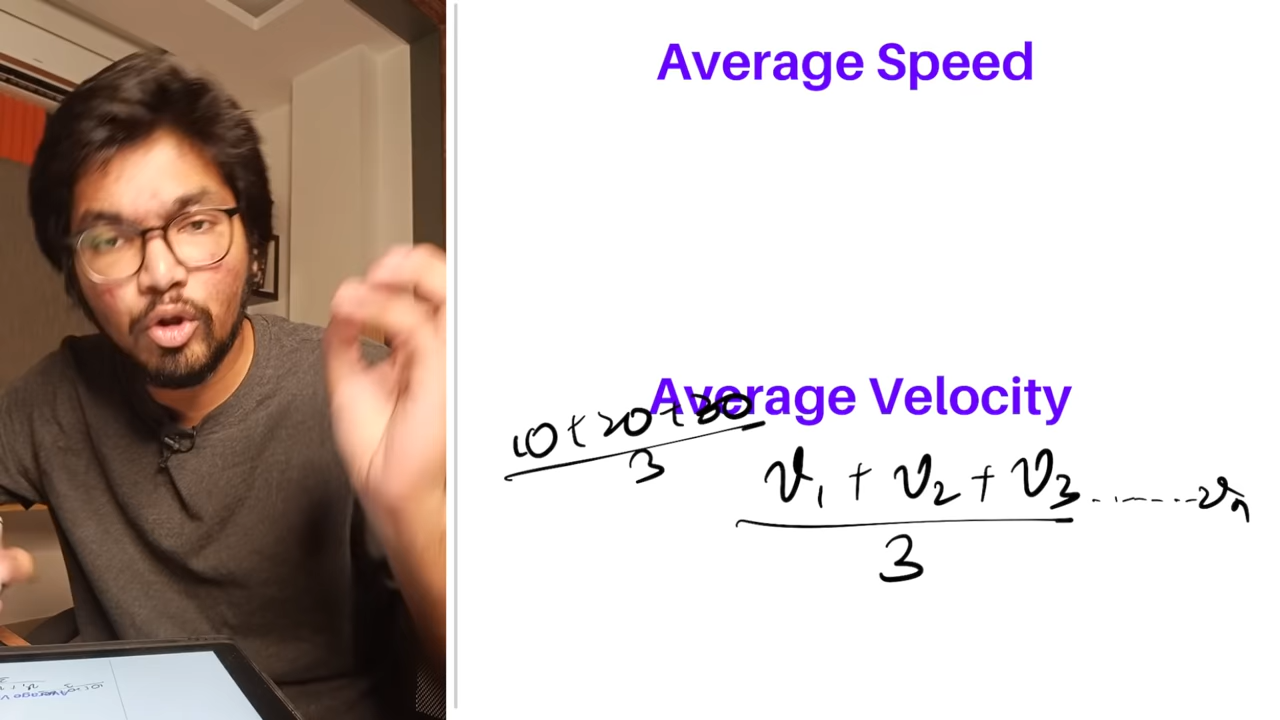 Average Speed
Average Velocity
10+20+30
3
v₁ + v₂ + v₃ ........vₙ
3